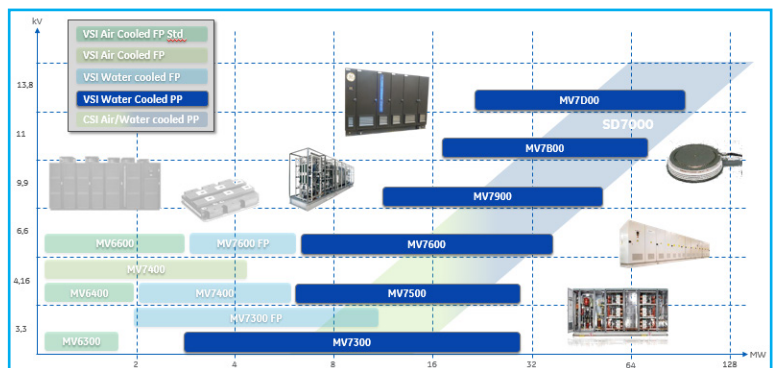 kV
VSI Air Cooled FP Std
VSI Air Cooled FP
VSI Water cooled FP
VSI Water Cooled PP
CSI Air/Water cooled PP
13,8
MV7D00
SD7000
11
MV7B00
9,9
MV7900
6,6
MV6600
MV7600 FP
MV7600
MV7400
4,16
MV6400
MV7400
MV7500
MV7300 FP
3,3
MV6300
MV7300
MW
2
4
8
16
32
64
128